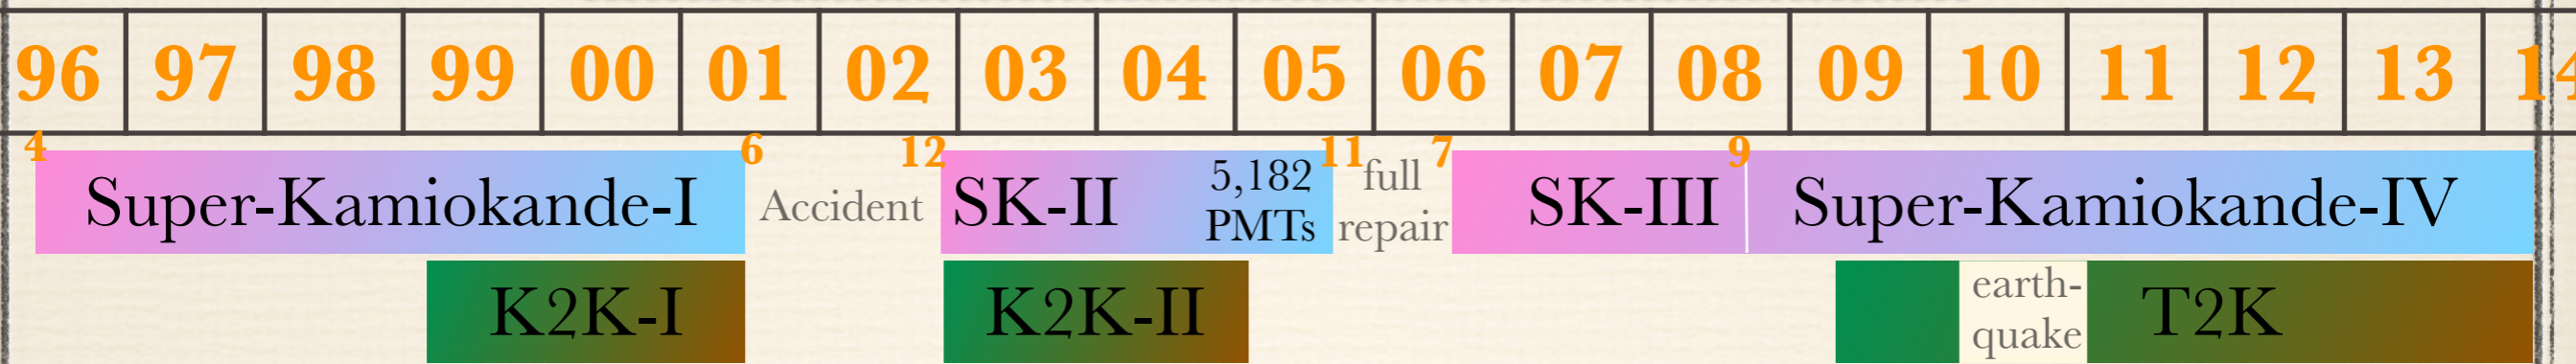 96 97 98 99 00 01 02 03 04 05 06 07 08 09 10 11 12 13 14
4 6 12 11 7 9
Super-Kamiokande-I Accident SK-II 5,182 full SK-III Super-Kamiokande-IV
PMTs repair
K2K-I K2K-II earth- T2K
quake